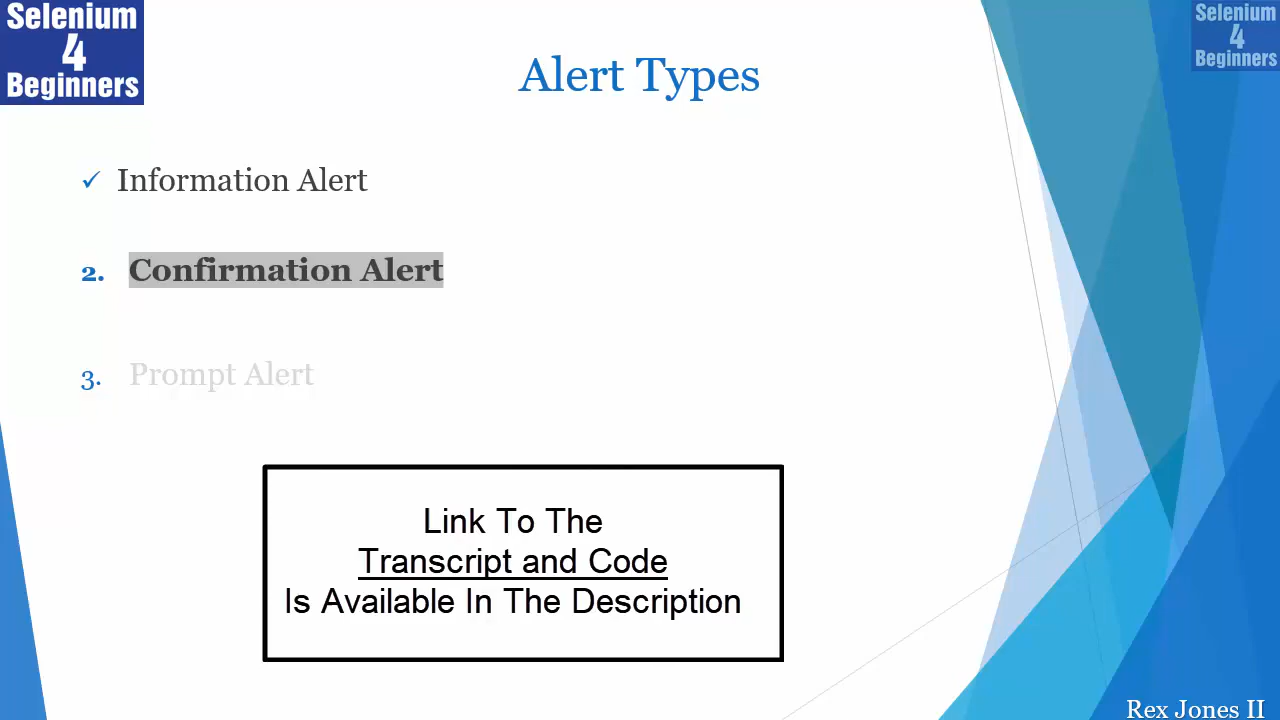 Selenium
4
Beginners
Selenium
4
Beginners
Alert Types
✓ Information Alert
2. Confirmation Alert
3. Prompt Alert
Link To The
Transcript and Code
Is Available In The Description
Rex Jones II